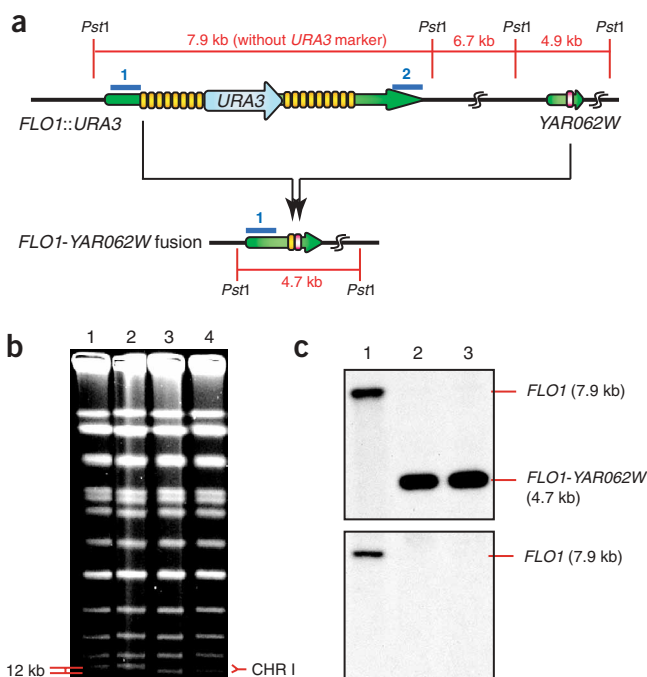 a
Pst1 Pst1 Pst1 Pst1
7.9 kb (without URA3 marker) 6.7 kb 4.9 kb
1 2
URA3
FLO1::URA3 YAR062W
1
FLO1-YAR062W fusion
4.7 kb
Pst1 Pst1
b
1 2 3 4
12 kb CHR I
c
1 2 3
FLO1 (7.9 kb)
FLO1-YAR062W
(4.7 kb)
FLO1 (7.9 kb)